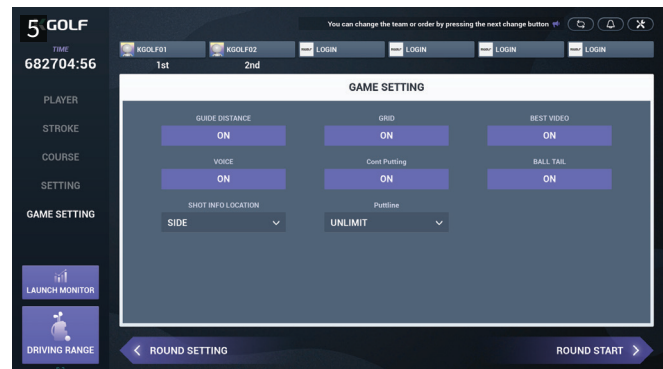 5 GOLF
You can change the team or order by pressing the next change button
TIME
682704:56
KGOLF01
KGOLF02
LOGIN
LOGIN
LOGIN
LOGIN
1st
2nd
GAME SETTING
PLAYER
STROKE
COURSE
SETTING
GAME SETTING
GUIDE DISTANCE
GRID
BEST VIDEO
ON
ON
ON
VOICE
Cont Putting
BALL TAIL
ON
ON
ON
SHOT INFO LOCATION
Puttline
SIDE
UNLIMIT
LAUNCH MONITOR
DRIVING RANGE
ROUND SETTING
ROUND START